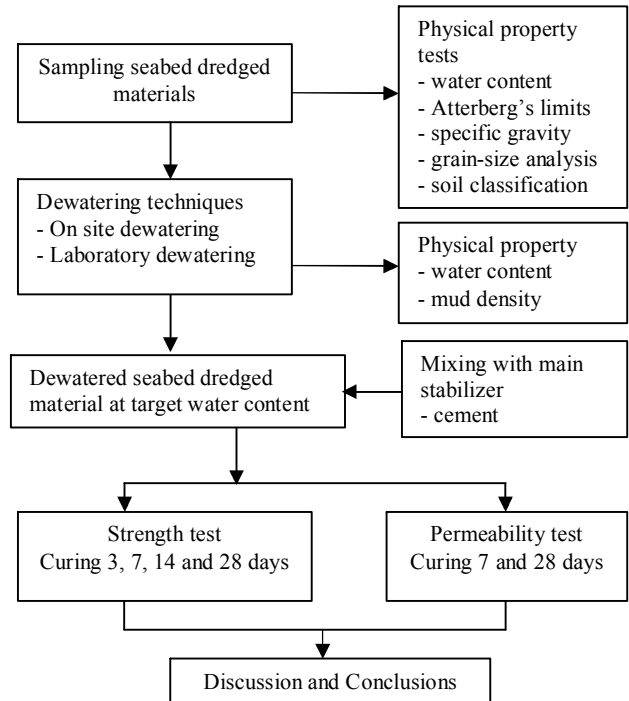 Sampling seabed dredged
materials
Physical property
tests
- water content
- Atterberg’s limits
- specific gravity
- grain-size analysis
- soil classification
Dewatering techniques
- On site dewatering
- Laboratory dewatering
Physical property
- water content
- mud density
Dewatered seabed dredged
material at target water content
Mixing with main
stabilizer
- cement
Strength test
Curing 3, 7, 14 and 28 days
Permeability test
Curing 7 and 28 days
Discussion and Conclusions